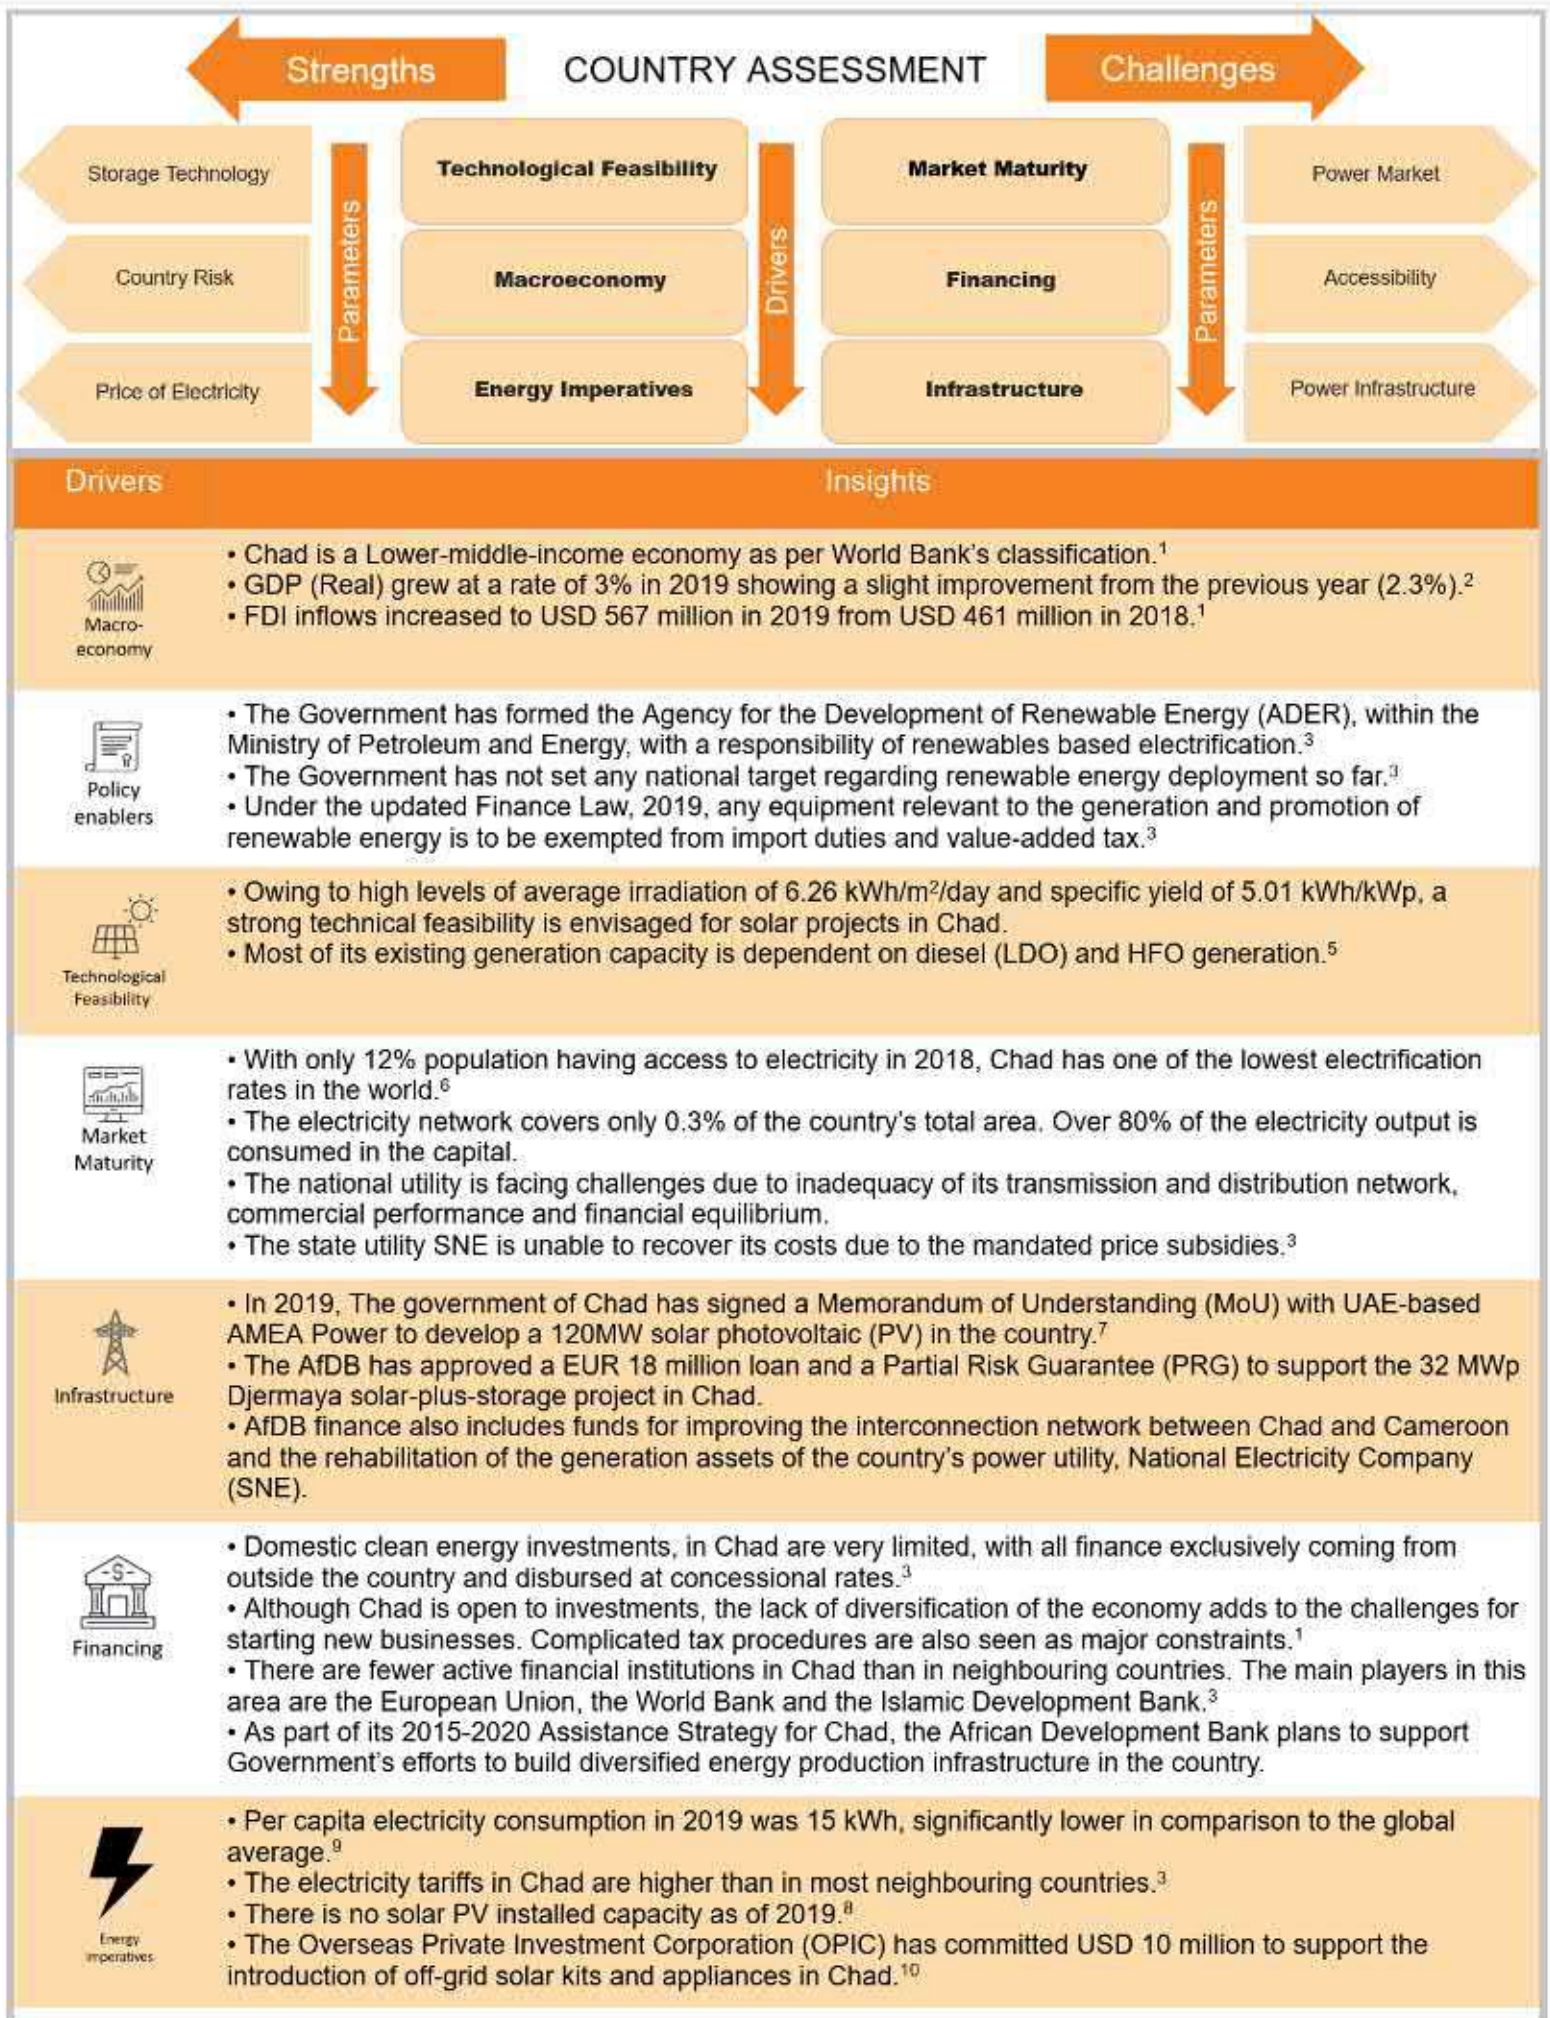 Strengths
COUNTRY ASSESSMENT
Challenges
Storage Technology
Technological Feasibility
Market Maturity
Power Market
Country Risk
Macroeconomy
Financing
Accessibility
Price of Electricity
Energy Imperatives
Infrastructure
Power Infrastructure
Parameters
Drivers
Parameters
Drivers
Insights
Macro-
economy
• Chad is a Lower-middle-income economy as per World Bank's classification.¹
• GDP (Real) grew at a rate of 3% in 2019 showing a slight improvement from the previous year (2.3%).²
• FDI inflows increased to USD 567 million in 2019 from USD 461 million in 2018.¹
Policy
enablers
• The Government has formed the Agency for the Development of Renewable Energy (ADER), within the
Ministry of Petroleum and Energy, with a responsibility of renewables based electrification.³
• The Government has not set any national target regarding renewable energy deployment so far.³
• Under the updated Finance Law, 2019, any equipment relevant to the generation and promotion of
renewable energy is to be exempted from import duties and value-added tax.³
Technological
Feasibility
• Owing to high levels of average irradiation of 6.26 kWh/m²/day and specific yield of 5.01 kWh/kWp, a
strong technical feasibility is envisaged for solar projects in Chad.
• Most of its existing generation capacity is dependent on diesel (LDO) and HFO generation.⁵
Market
Maturity
• With only 12% population having access to electricity in 2018, Chad has one of the lowest electrification
rates in the world.⁶
• The electricity network covers only 0.3% of the country's total area. Over 80% of the electricity output is
consumed in the capital.
• The national utility is facing challenges due to inadequacy of its transmission and distribution network,
commercial performance and financial equilibrium.
• The state utility SNE is unable to recover its costs due to the mandated price subsidies.³
Infrastructure
• In 2019, The government of Chad has signed a Memorandum of Understanding (MoU) with UAE-based
AMEA Power to develop a 120MW solar photovoltaic (PV) in the country.⁷
• The AfDB has approved a EUR 18 million loan and a Partial Risk Guarantee (PRG) to support the 32 MWp
Djermaya solar-plus-storage project in Chad.
• AfDB finance also includes funds for improving the interconnection network between Chad and Cameroon
and the rehabilitation of the generation assets of the country's power utility, National Electricity Company
(SNE).
Financing
• Domestic clean energy investments, in Chad are very limited, with all finance exclusively coming from
outside the country and disbursed at concessional rates.³
• Although Chad is open to investments, the lack of diversification of the economy adds to the challenges for
starting new businesses. Complicated tax procedures are also seen as major constraints.¹
• There are fewer active financial institutions in Chad than in neighbouring countries. The main players in this
area are the European Union, the World Bank and the Islamic Development Bank.³
• As part of its 2015-2020 Assistance Strategy for Chad, the African Development Bank plans to support
Government's efforts to build diversified energy production infrastructure in the country.
Energy
imperatives
• Per capita electricity consumption in 2019 was 15 kWh, significantly lower in comparison to the global
average.⁹
• The electricity tariffs in Chad are higher than in most neighbouring countries.³
• There is no solar PV installed capacity as of 2019.⁸
• The Overseas Private Investment Corporation (OPIC) has committed USD 10 million to support the
introduction of off-grid solar kits and appliances in Chad.¹⁰